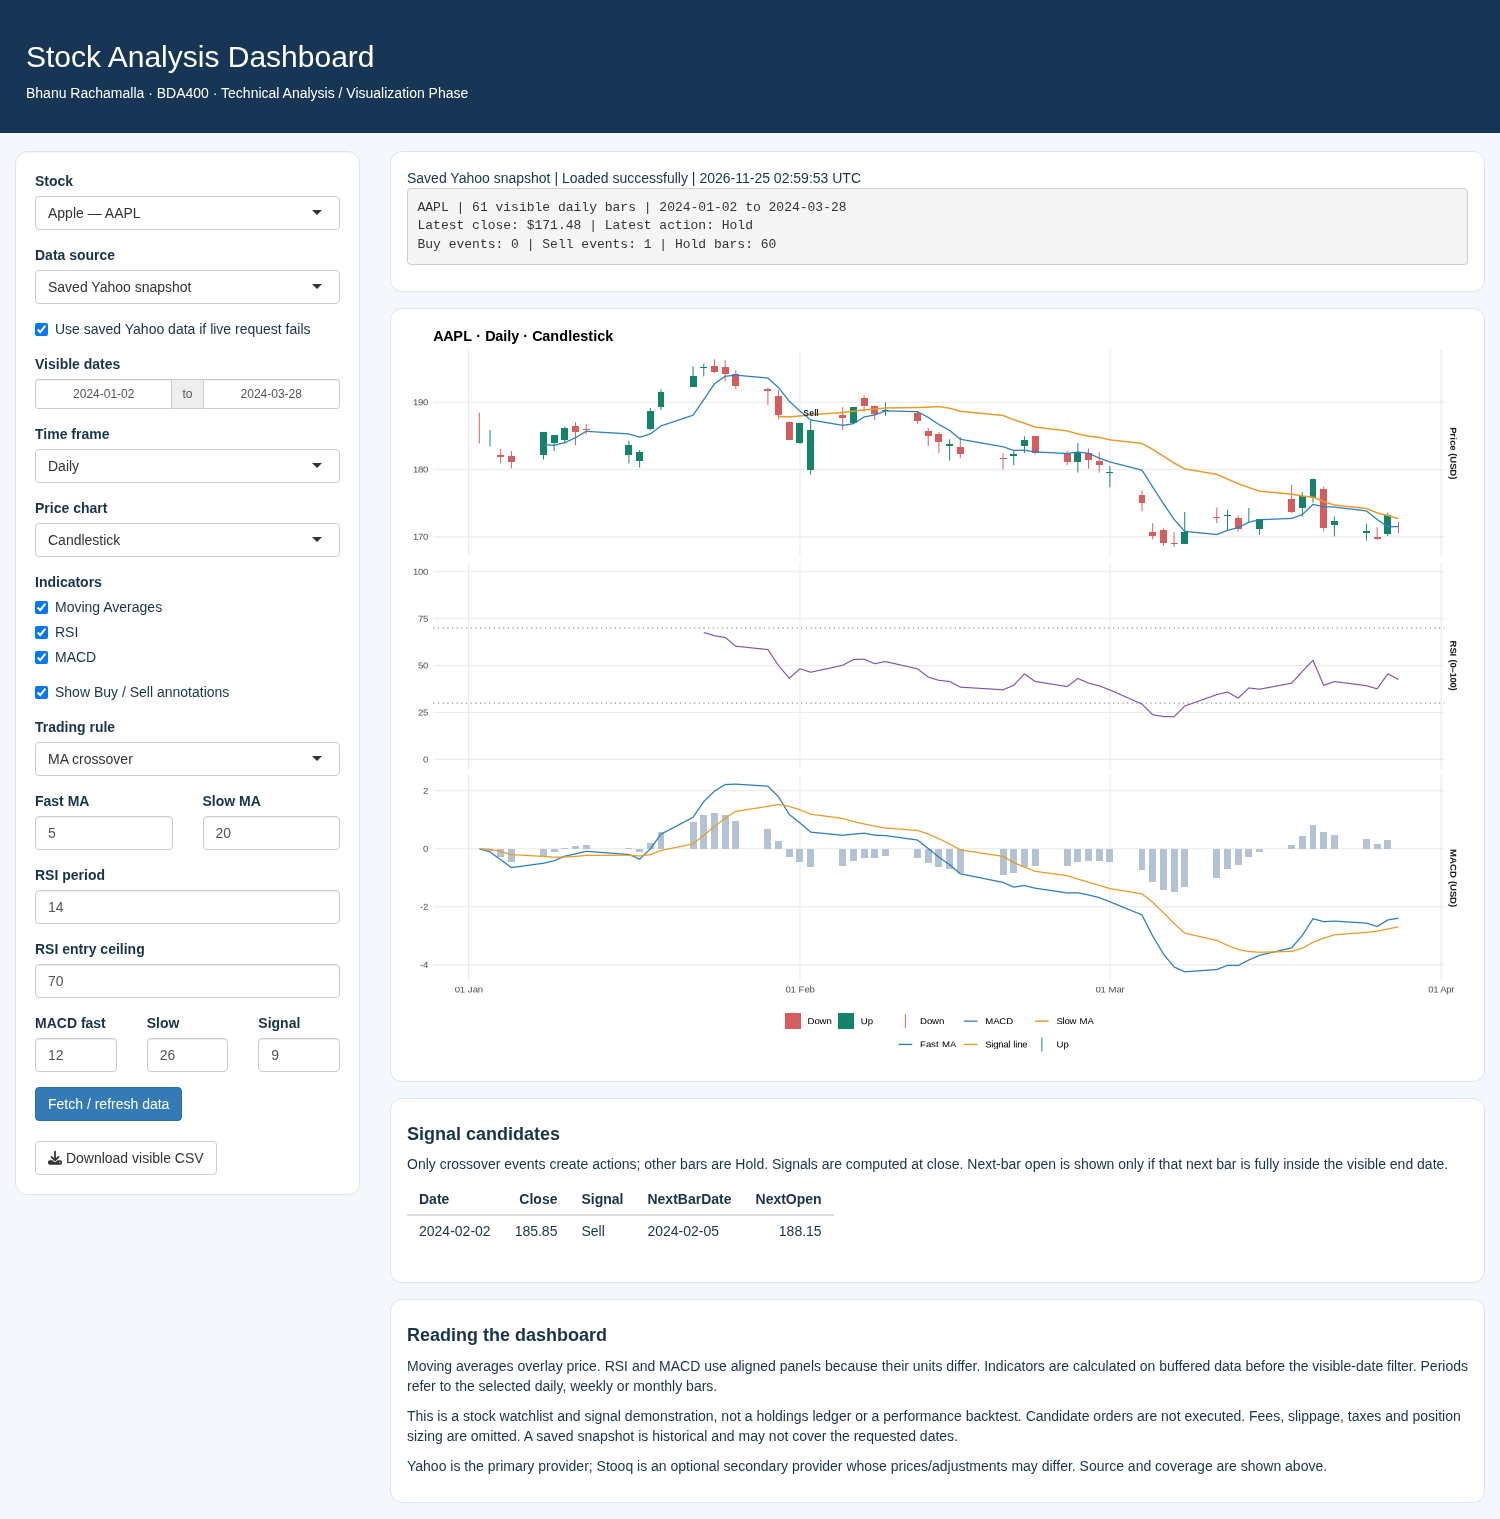 Stock Analysis Dashboard
Bhanu Rachamalla · BDA400 · Technical Analysis / Visualization Phase
Stock
Apple — AAPL
Data source
Saved Yahoo snapshot
Use saved Yahoo data if live request fails
Visible dates
2024-01-02 to 2024-03-28
Time frame
Daily
Price chart
Candlestick
Indicators
Moving Averages
RSI
MACD
Show Buy / Sell annotations
Trading rule
MA crossover
Fast MA Slow MA
5 20
RSI period
14
RSI entry ceiling
70
MACD fast Slow Signal
12 26 9
Fetch / refresh data
Download visible CSV
Saved Yahoo snapshot | Loaded successfully | 2026-11-25 02:59:53 UTC
AAPL | 61 visible daily bars | 2024-01-02 to 2024-03-28
Latest close: $171.48 | Latest action: Hold
Buy events: 0 | Sell events: 1 | Hold bars: 60
AAPL · Daily · Candlestick
190
180
170
Sell
Price (USD)
100
75
50
25
0
RSI (0–100)
2
0
-2
-4
MACD (USD)
01 Jan 01 Feb 01 Mar 01 Apr
Down Up Down MACD Slow MA
Fast MA Signal line Up
Signal candidates
Only crossover events create actions; other bars are Hold. Signals are computed at close. Next-bar open is shown only if that next bar is fully inside the visible end date.
Date Close Signal NextBarDate NextOpen
2024-02-02 185.85 Sell 2024-02-05 188.15
Reading the dashboard
Moving averages overlay price. RSI and MACD use aligned panels because their units differ. Indicators are calculated on buffered data before the visible-date filter. Periods
refer to the selected daily, weekly or monthly bars.
This is a stock watchlist and signal demonstration, not a holdings ledger or a performance backtest. Candidate orders are not executed. Fees, slippage, taxes and position
sizing are omitted. A saved snapshot is historical and may not cover the requested dates.
Yahoo is the primary provider; Stooq is an optional secondary provider whose prices/adjustments may differ. Source and coverage are shown above.